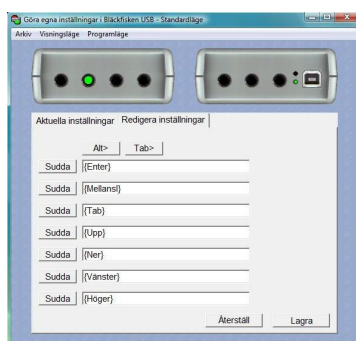 Göra egna inställningar i Bläckfisken USB - Standardläge
Arkiv Visningsläge Programläge
Aktuella inställningar Redigera inställningar
Alt> Tab>
Sudda {Enter}
Sudda {Mellansl}
Sudda {Tab}
Sudda {Upp}
Sudda {Ner}
Sudda {Vänster}
Sudda {Höger}
Återställ Lagra